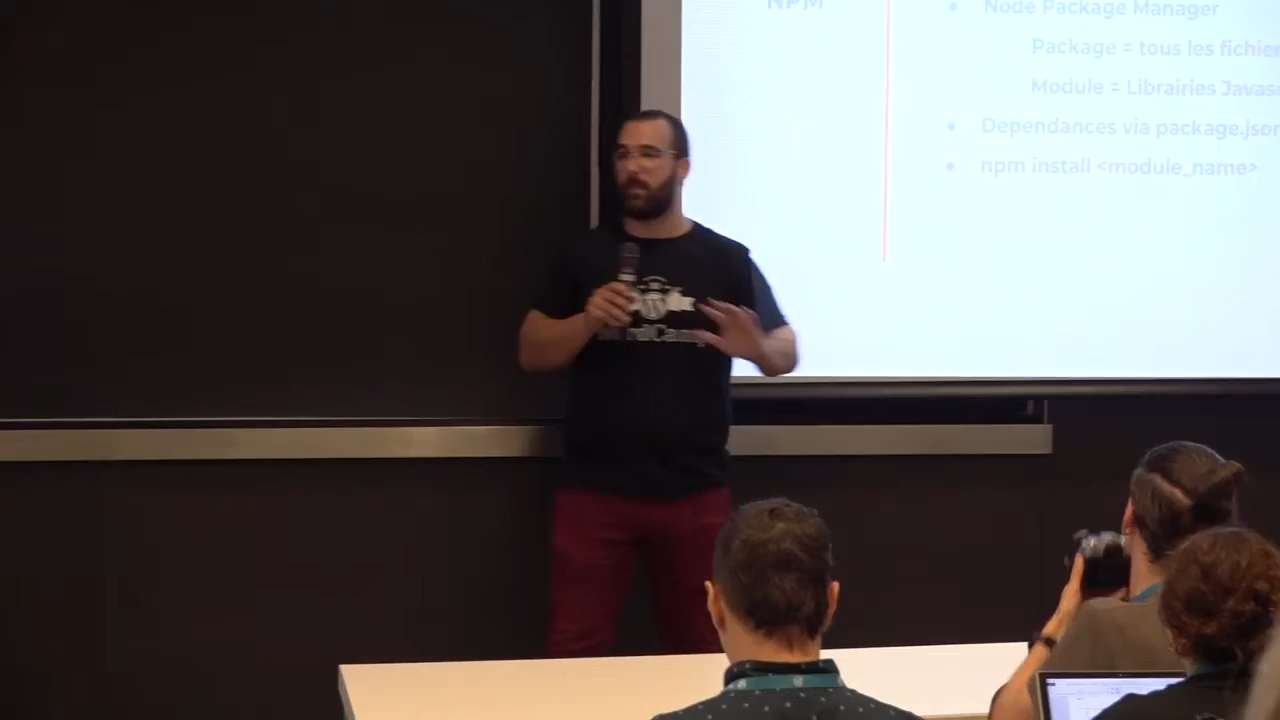 NPM
• Node Package Manager
Package = tous les fichier
Module = Librairies Javas
• Dependances via package.json
• npm install <module_name>